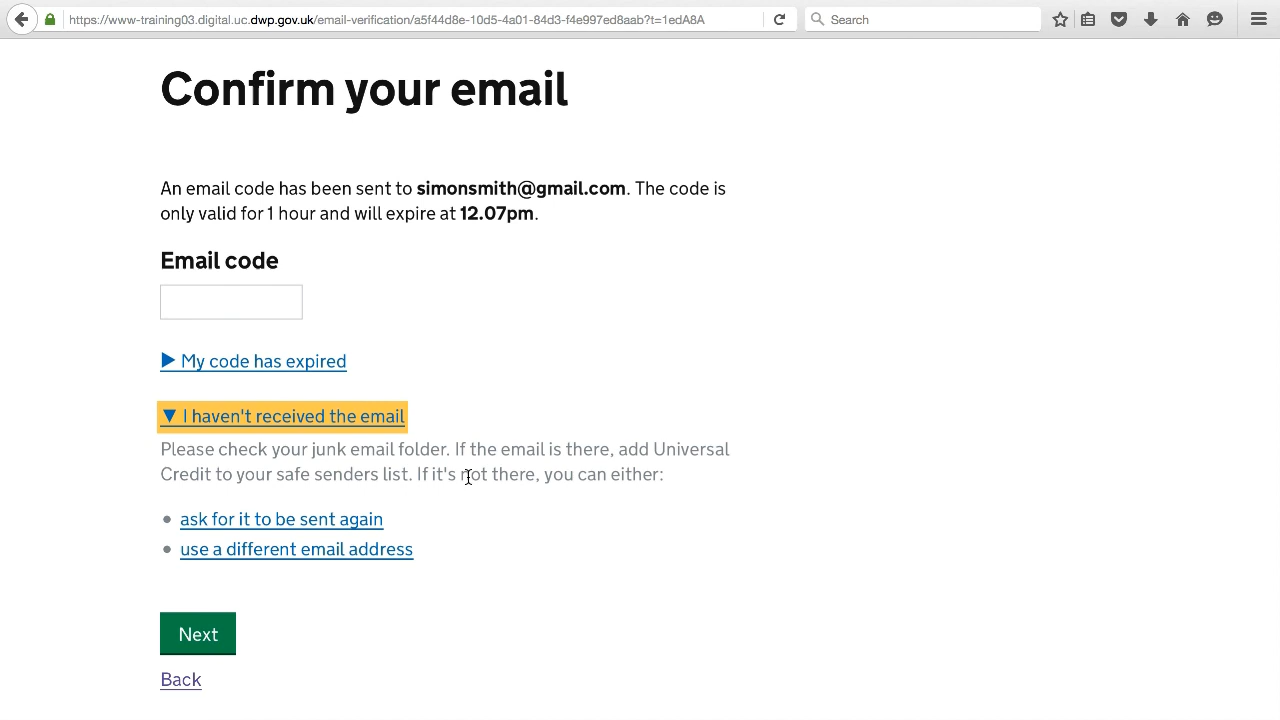 https://www-training03.digital.uc.dwp.gov.uk/email-verification/a5f44d8e-10d5-4a01-84d3-f4e997ed8aab?t=1edA8A
Search
Confirm your email
An email code has been sent to simonsmith@gmail.com. The code is
only valid for 1 hour and will expire at 12.07pm.
Email code
My code has expired
I haven't received the email
Please check your junk email folder. If the email is there, add Universal
Credit to your safe senders list. If it's not there, you can either:
ask for it to be sent again
use a different email address
Next
Back